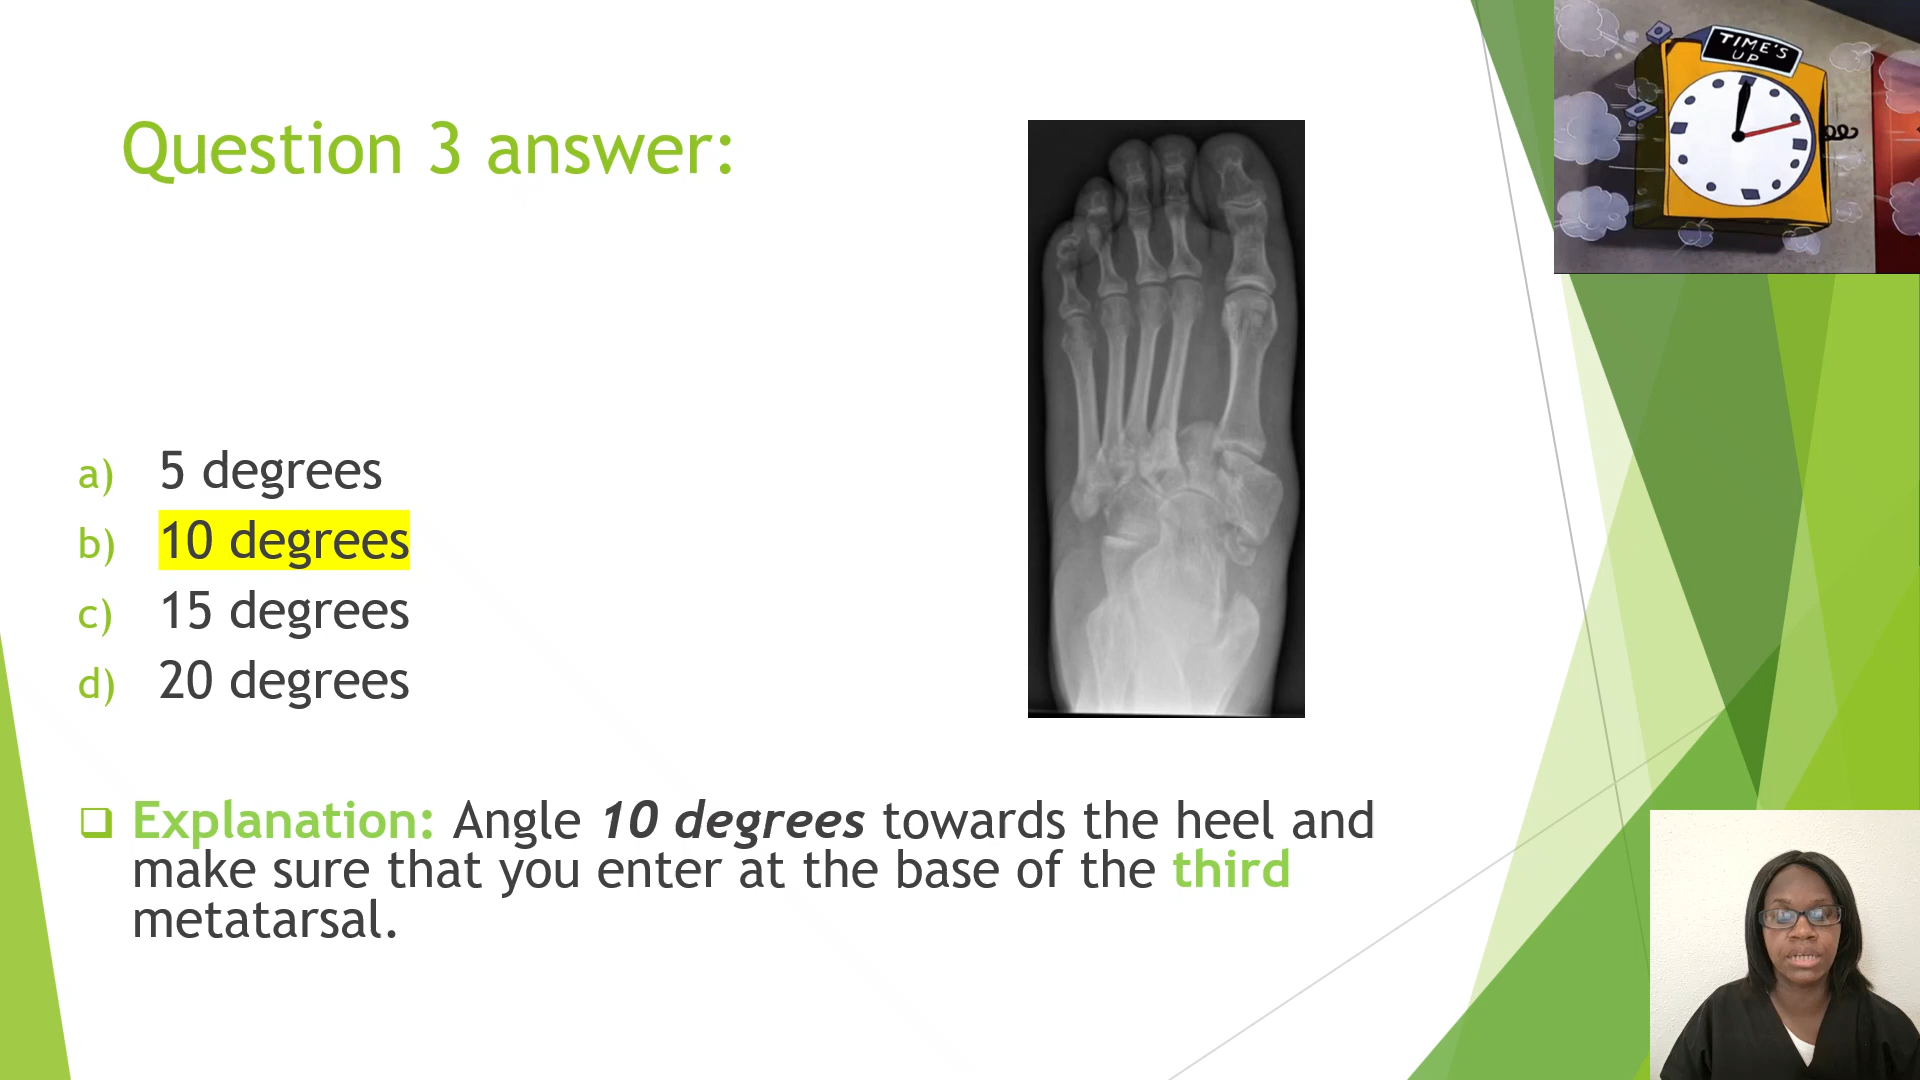 TIME'S
UP
Question 3 answer:
a) 5 degrees
b) 10 degrees
c) 15 degrees
d) 20 degrees
Explanation: Angle 10 degrees towards the heel and
make sure that you enter at the base of the third
metatarsal.